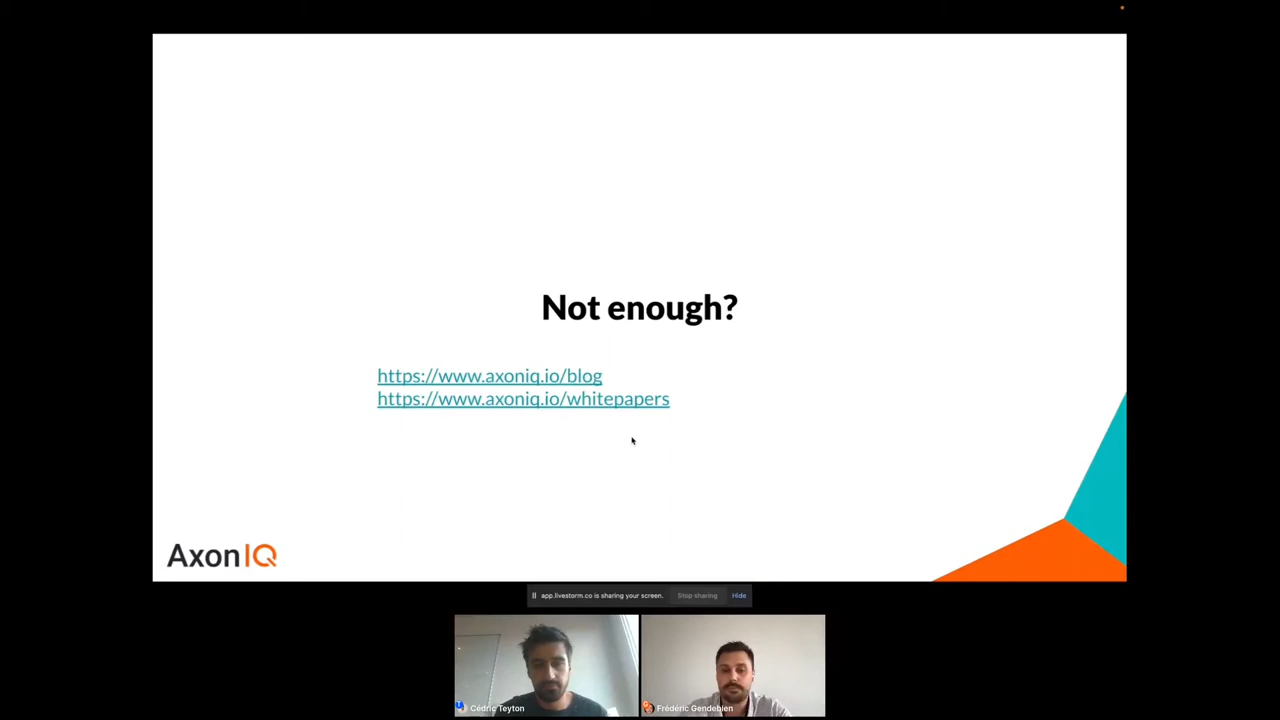 Not enough?
https://www.axoniq.io/blog
https://www.axoniq.io/whitepapers
AxonIQ
app.livestorm.co is sharing your screen.
Stop sharing
Hide
Cédric Teyton
Frédéric Gendebien